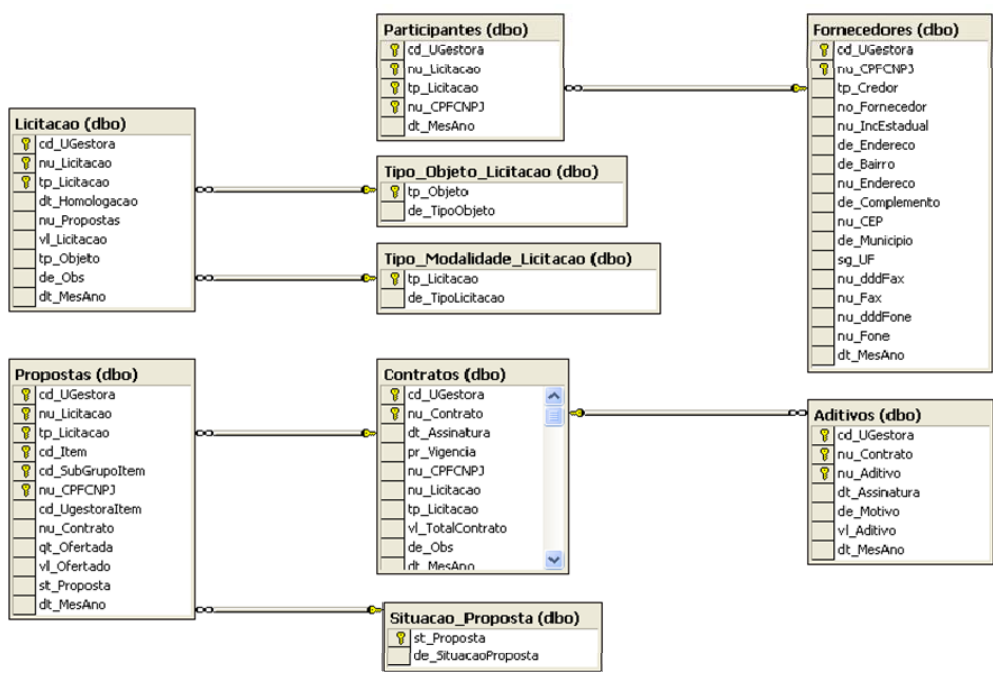 Participantes (dbo)
cd_UGestora
nu_Licitacao
tp_Licitacao
nu_CPFCNPJ
dt_MesAno
Fornecedores (dbo)
cd_UGestora
nu_CPFCNPJ
tp_Credor
no_Fornecedor
nu_IncEstadual
de_Endereco
de_Bairro
nu_Endereco
de_Complemento
nu_CEP
de_Municipio
sg_UF
nu_dddFax
nu_Fax
nu_dddFone
nu_Fone
dt_MesAno
Licitacao (dbo)
cd_UGestora
nu_Licitacao
tp_Licitacao
dt_Homologacao
nu_Propostas
vl_Licitacao
tp_Objeto
de_Obs
dt_MesAno
Tipo_Objeto_Licitacao (dbo)
tp_Objeto
de_TipoObjeto
Tipo_Modalidade_Licitacao (dbo)
tp_Licitacao
de_TipoLicitacao
Propostas (dbo)
cd_UGestora
nu_Licitacao
tp_Licitacao
cd_Item
cd_SubGrupoItem
nu_CPFCNPJ
cd_UgestoraItem
nu_Contrato
qt_Ofertada
vl_Ofertado
st_Proposta
dt_MesAno
Contratos (dbo)
cd_UGestora
nu_Contrato
dt_Assinatura
pr_Vigencia
nu_CPFCNPJ
nu_Licitacao
tp_Licitacao
vl_TotalContrato
de_Obs
dt_MesAno
Aditivos (dbo)
cd_UGestora
nu_Contrato
nu_Aditivo
dt_Assinatura
de_Motivo
vl_Aditivo
dt_MesAno
Situacao_Proposta (dbo)
st_Proposta
de_SituacaoProposta